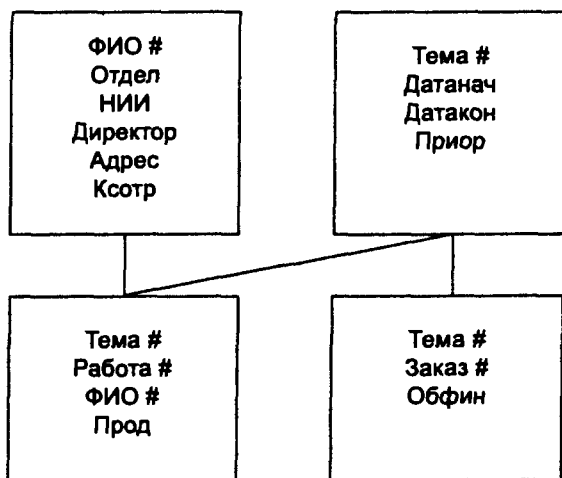 ФИО #
Отдел
НИИ
Директор
Адрес
Ксотр
Тема #
Датанач
Датакон
Приор
Тема #
Работа #
ФИО #
Прод
Тема #
Заказ #
Обфин